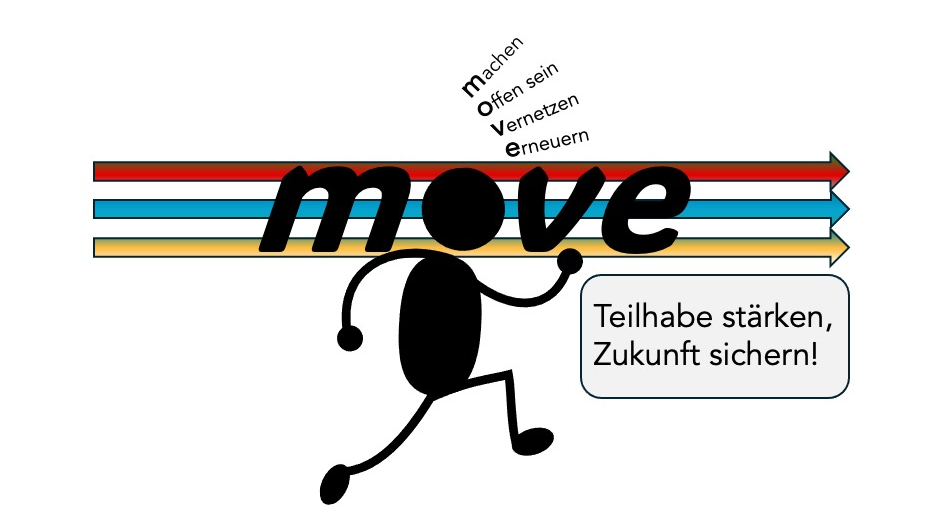 machen
offen sein
vernetzen
erneuern
move
Teilhabe stärken,
Zukunft sichern!